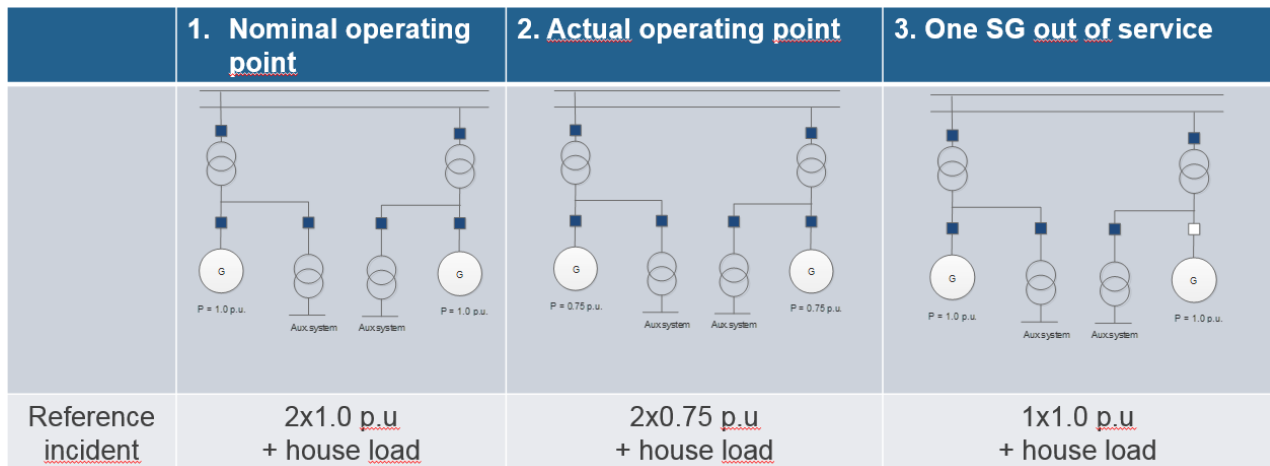 1. Nominal operating
point
2. Actual operating point
3. One SG out of service
G
G
P = 1.0 p.u.
P = 1.0 p.u.
Aux.system
Aux.system
G
G
P = 0.75 p.u.
P = 0.75 p.u.
Aux.system
Aux.system
G
G
P = 1.0 p.u.
P = 1.0 p.u.
Aux.system
Aux.system
Reference
incident
2x1.0 p.u
+ house load
2x0.75 p.u
+ house load
1x1.0 p.u
+ house load